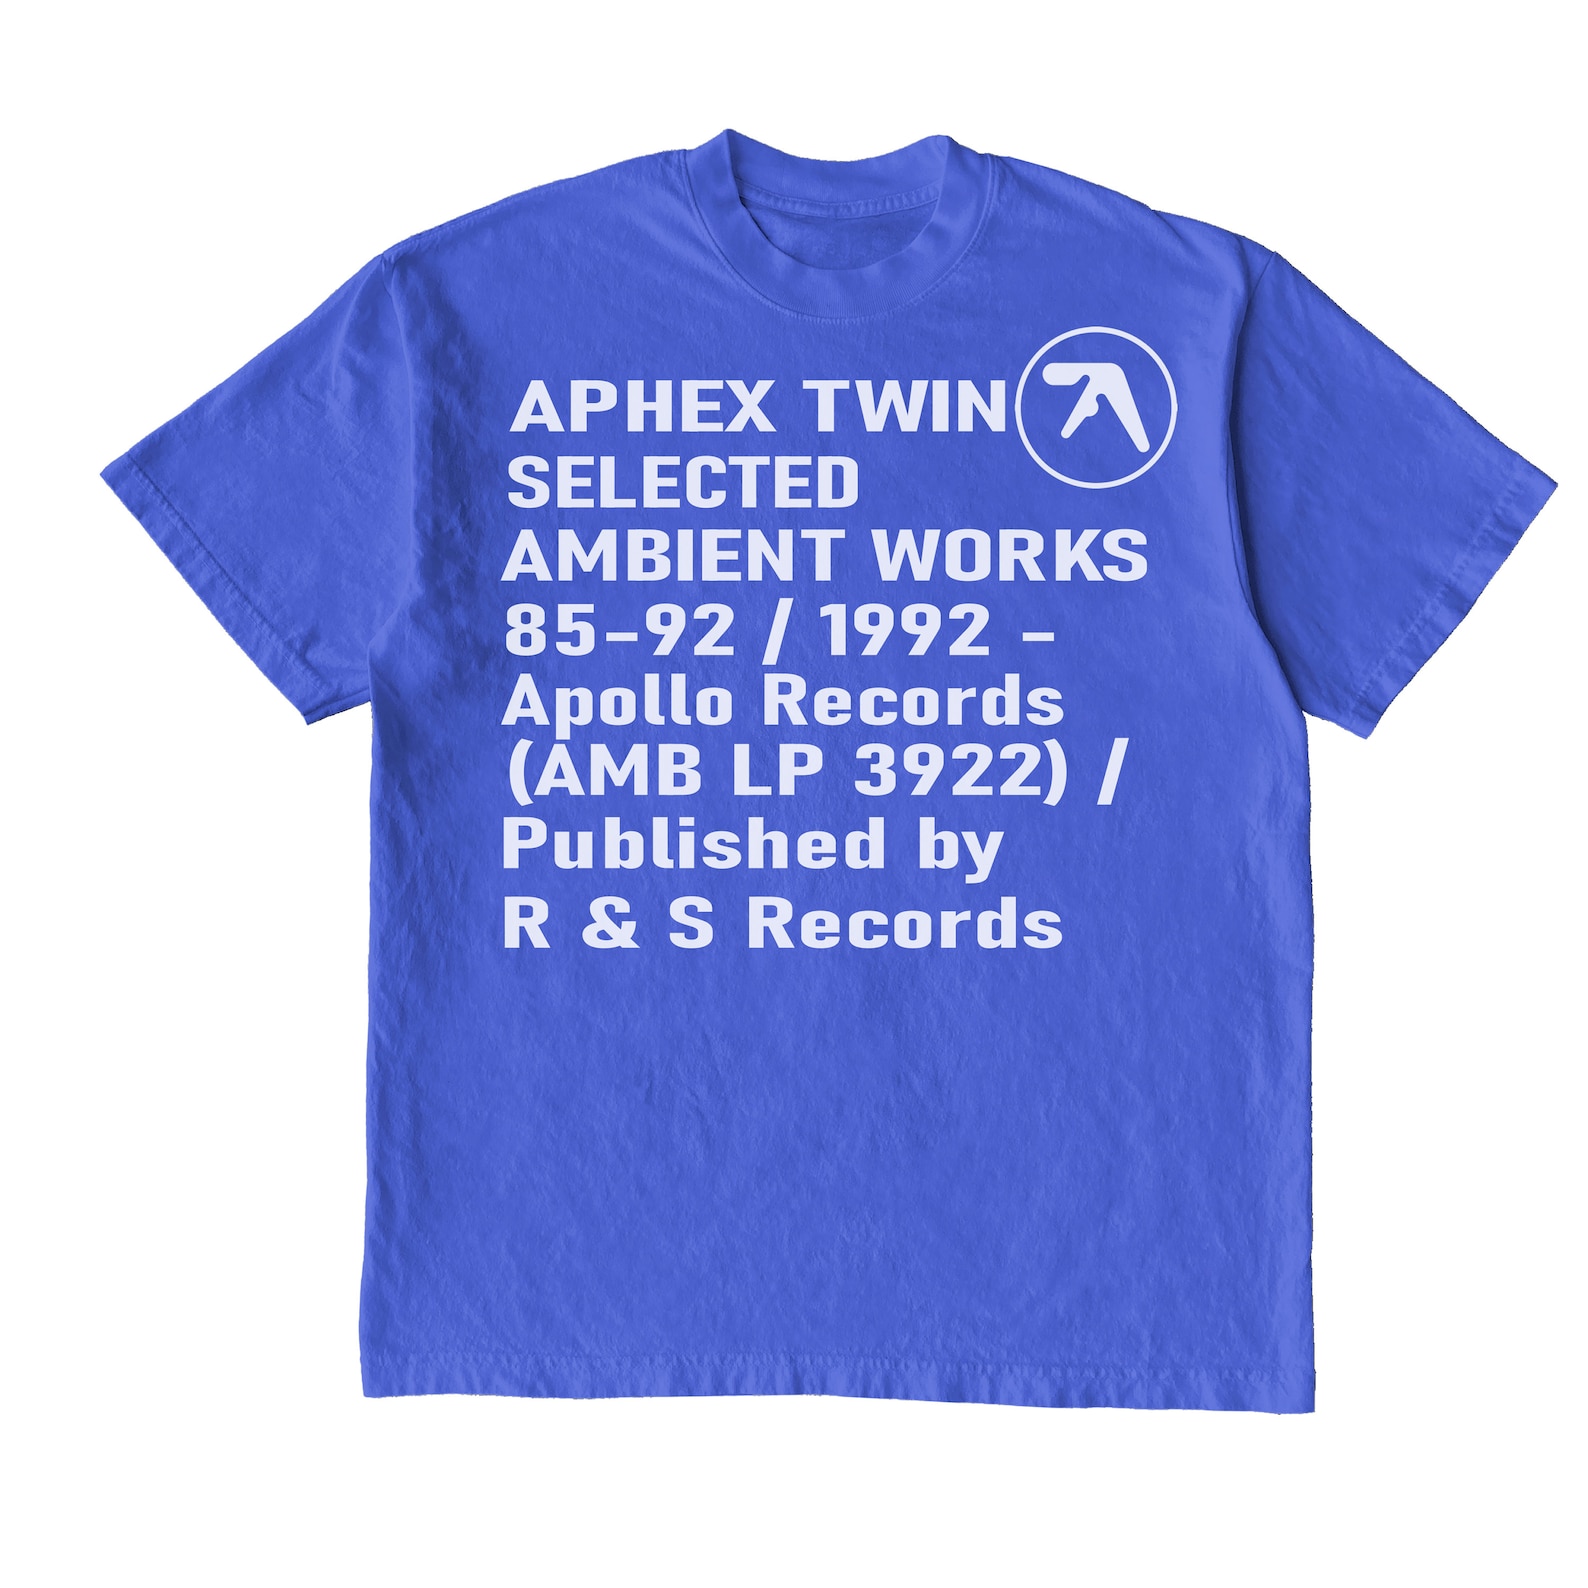 APHEX TWIN
SELECTED
AMBIENT WORKS
85-92 / 1992 -
Apollo Records
(AMB LP 3922) /
Published by
R & S Records